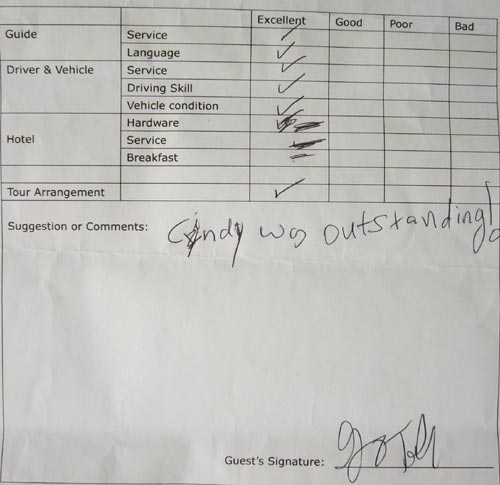 Excellent Good Poor Bad
Guide Service
Language
Driver & Vehicle Service
Driving Skill
Vehicle condition
Hotel Hardware
Service
Breakfast
Tour Arrangement
Suggestion or Comments: Cindy was outstanding!
Guest's Signature: